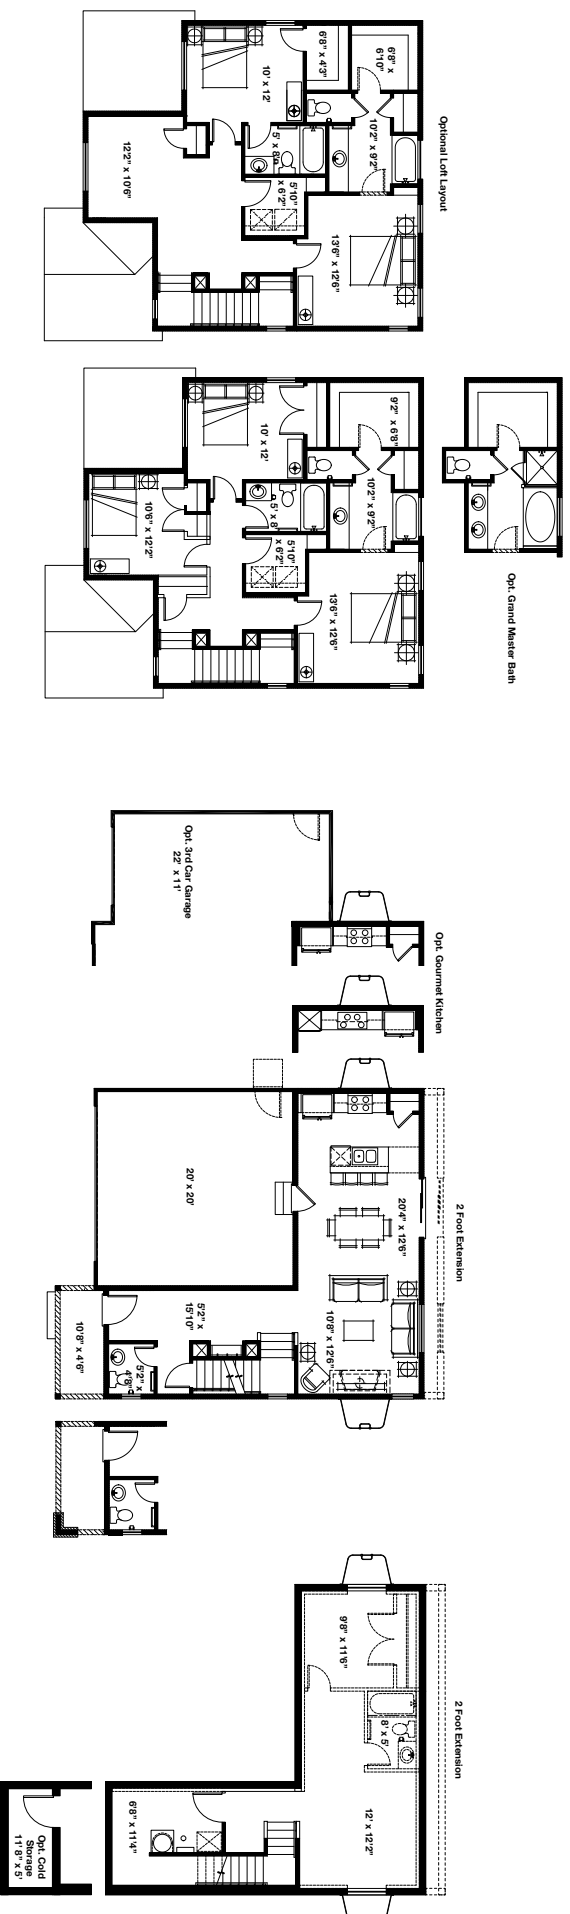 Optional Loft Layout
6'8" x
6'10"
6'8" x 4'3"
10' x 12'
10'2" x 9'2"
5' x 8'
5'10"
x 6'2"
12'2" x 10'6"
13'6" x 12'6"
Opt. Grand Master Bath
9'2" x 6'8"
10' x 12'
10'2" x 9'2"
5' x 8'
5'10"
x 6'2"
10'6" x 12'2"
13'6" x 12'6"
Opt. 3rd Car Garage
22' x 11'
Opt. Gourmet Kitchen
2 Foot Extension
20'4" x 12'6"
20' x 20'
10'8" x 12'6"
5'2" x
15'10"
5'2" x
4'8"
10'8" x 4'6"
2 Foot Extension
9'8" x 11'6"
8' x 5'
12' x 12'2"
6'8" x 11'4"
Opt. Cold
Storage
11' 8" x 5'